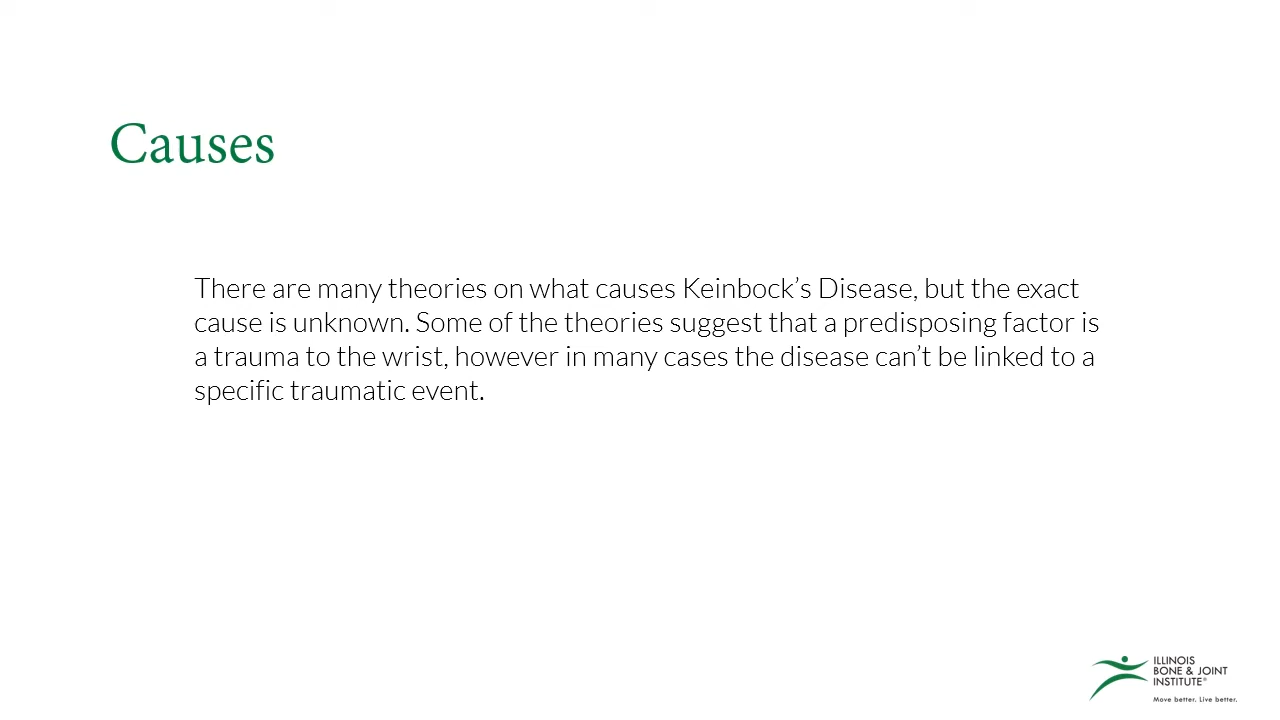 Causes
There are many theories on what causes Keinbock’s Disease, but the exact
cause is unknown. Some of the theories suggest that a predisposing factor is
a trauma to the wrist, however in many cases the disease can’t be linked to a
specific traumatic event.
ILLINOIS
BONE & JOINT
INSTITUTE®
Move better. Live better.